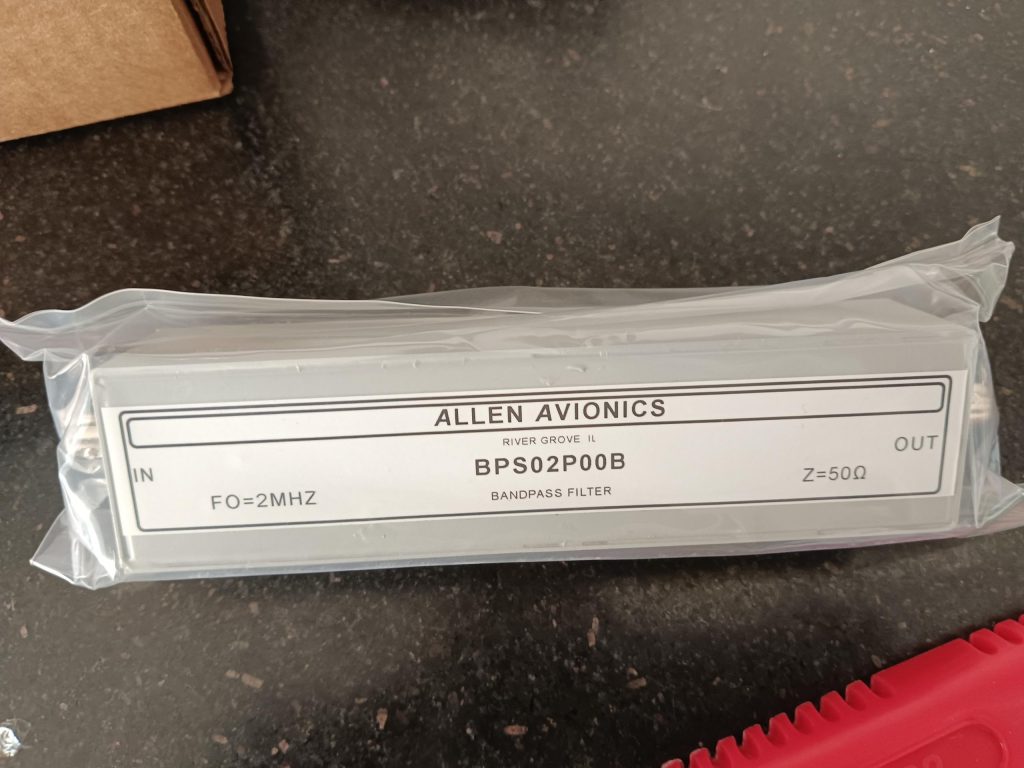 ALLEN AVIONICS
RIVER GROVE IL
BPS02P00B
BANDPASS FILTER
IN
FO=2MHZ
OUT
Z=50Ω